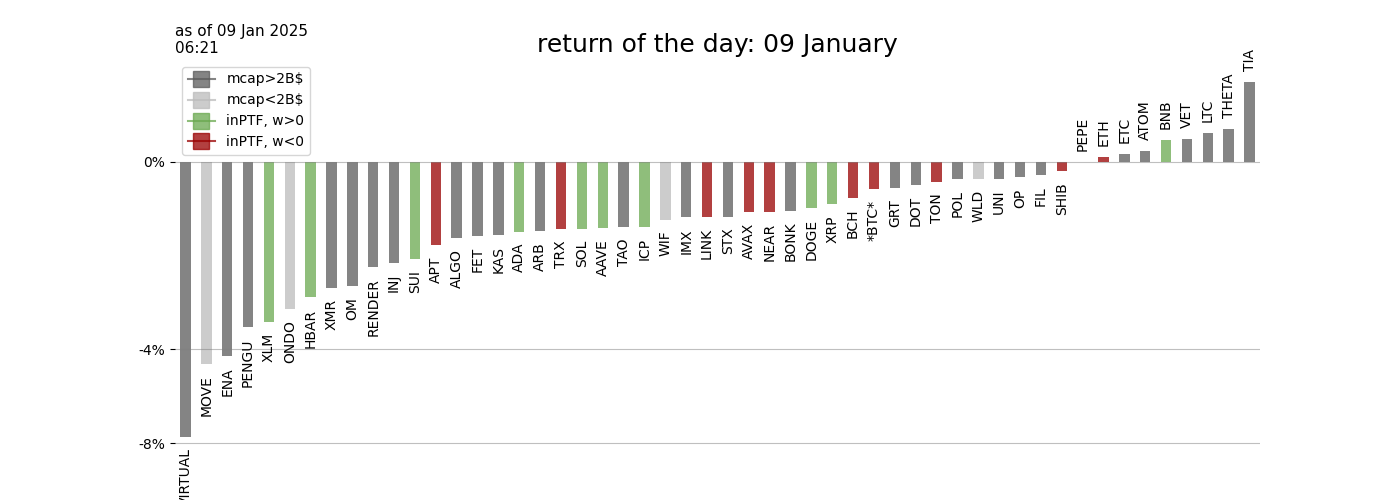 as of 09 Jan 2025
06:21
return of the day: 09 January
mcap>2B$
mcap<2B$
inPTF, w>0
inPTF, w<0
0%
-4%
-8%
VIRTUAL
MOVE
ENA
PENGU
XLM
ONDO
HBAR
XMR
OM
RENDER
INJ
SUI
APT
ALGO
FET
KAS
ADA
ARB
TRX
SOL
AAVE
TAO
ICP
WIF
IMX
LINK
STX
AVAX
NEAR
BONK
DOGE
XRP
BCH
*BTC*
GRT
DOT
TON
POL
WLD
UNI
OP
FIL
SHIB
PEPE
ETH
ETC
ATOM
BNB
VET
LTC
THETA
TIA